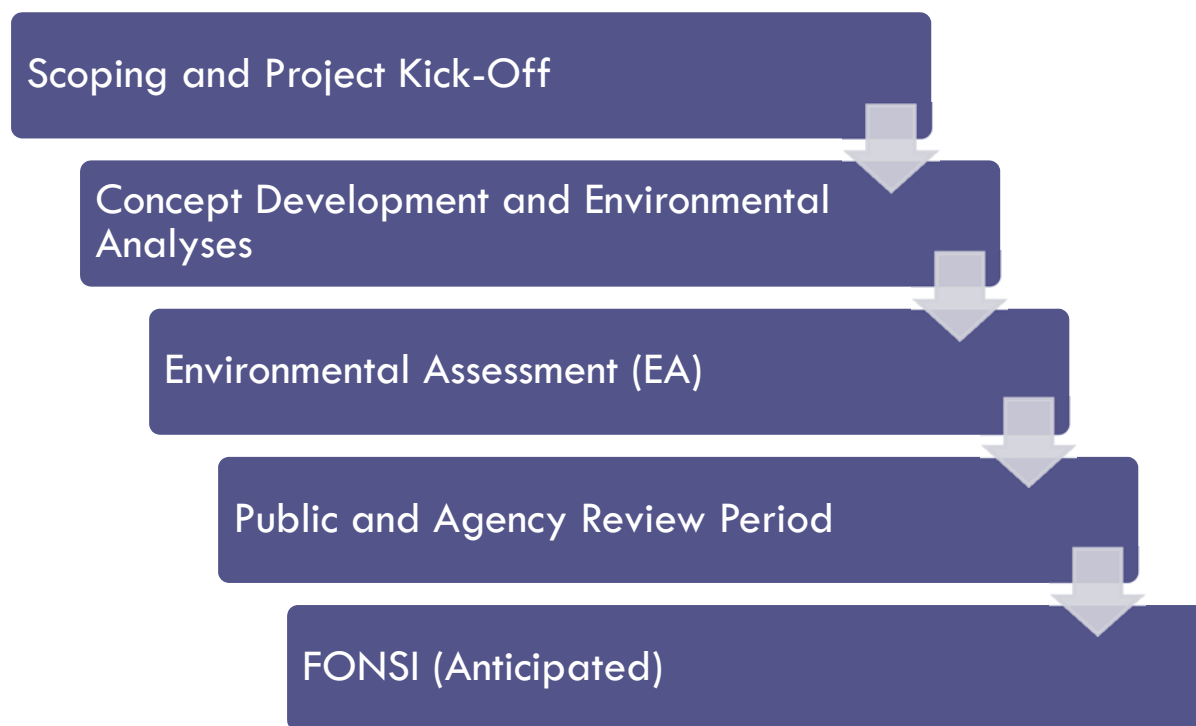 Scoping and Project Kick-Off
Concept Development and Environmental
Analyses
Environmental Assessment (EA)
Public and Agency Review Period
FONSI (Anticipated)